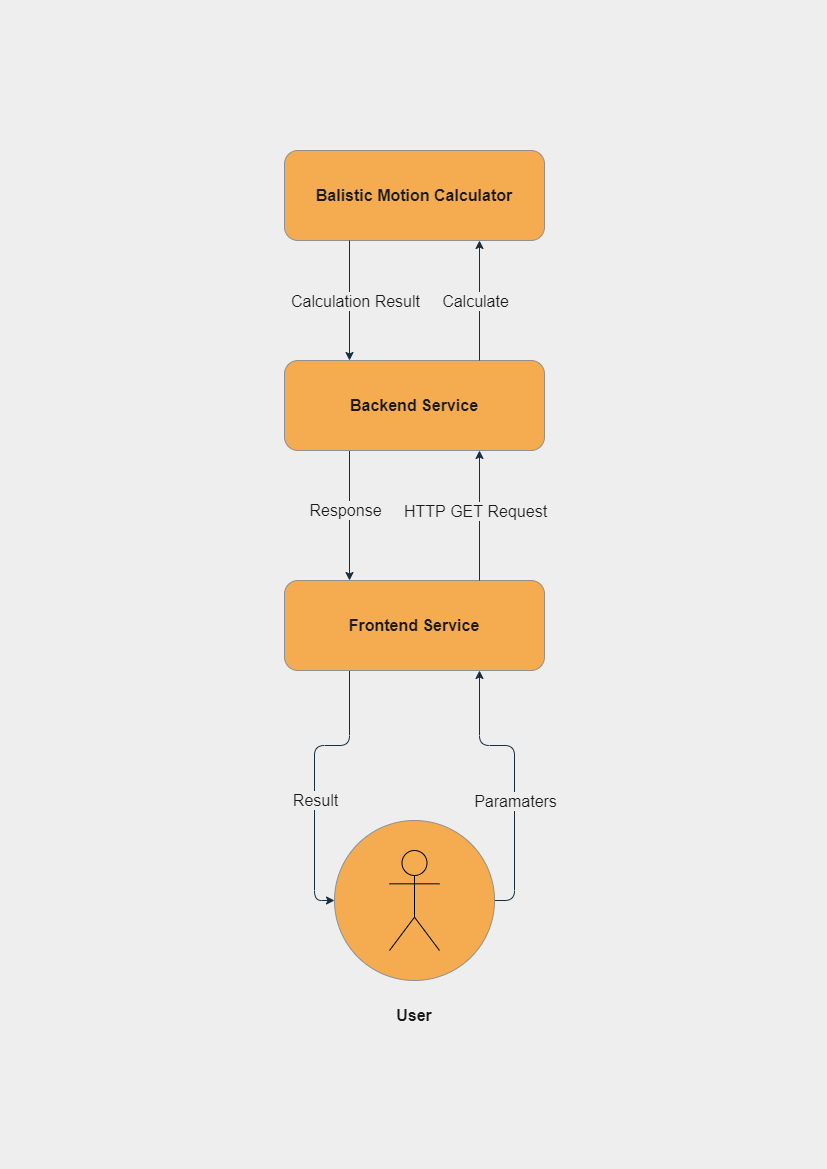 Balistic Motion Calculator
Calculation Result
Calculate
Backend Service
Response
HTTP GET Request
Frontend Service
Result
Paramaters
User